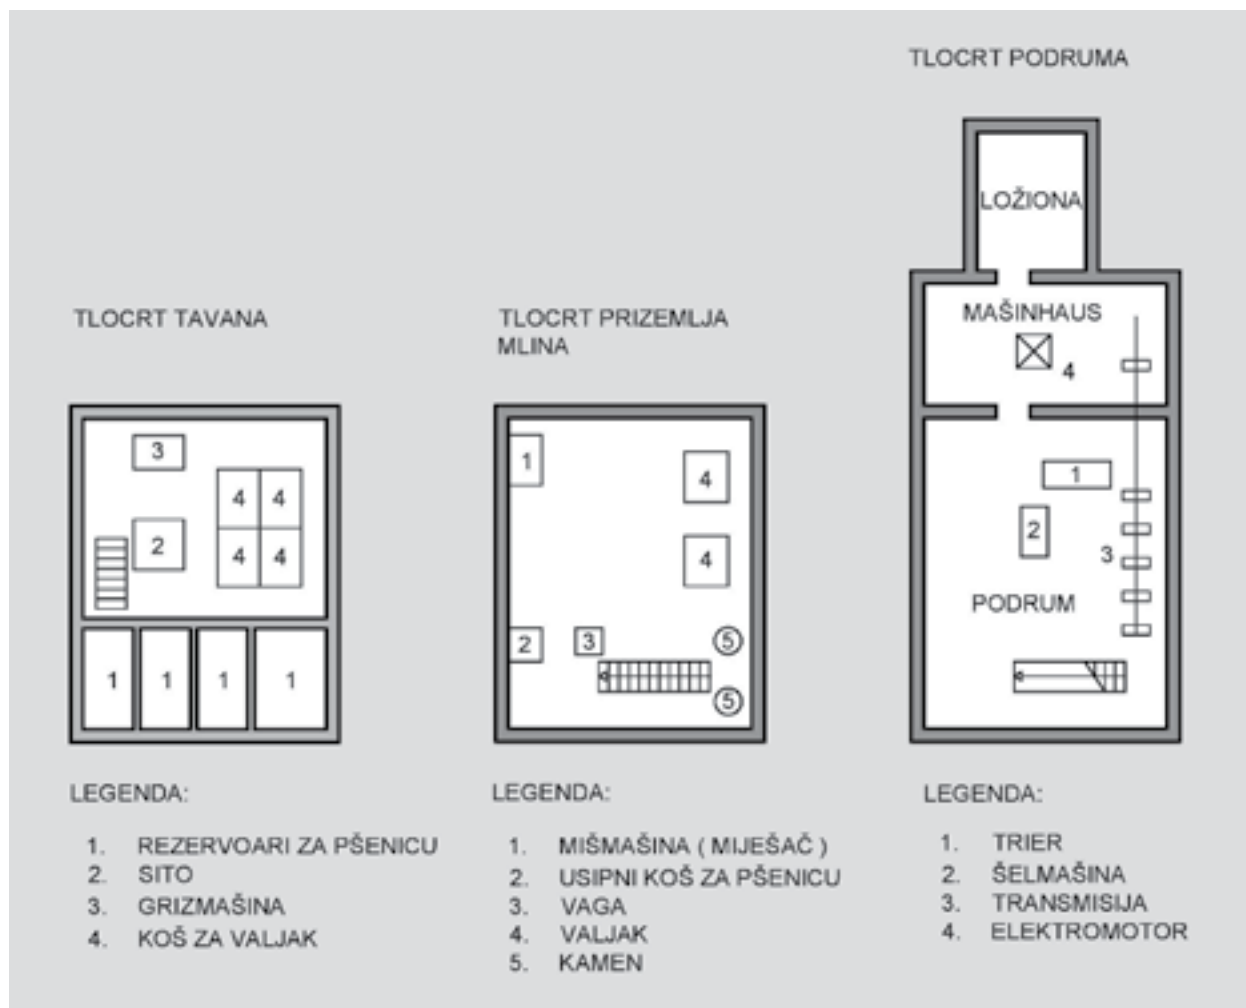 TLOCRT TAVANA
3
4 4
2
4 4
1 1 1 1
LEGENDA:
1. REZERVOARI ZA PŠENICU
2. SITO
3. GRIZMAŠINA
4. KOŠ ZA VALJAK
TLOCRT PRIZEMLJA
MLINA
1
4
4
2 3 5
5
LEGENDA:
1. MIŠMAŠINA ( MIJEŠAČ )
2. USIPNI KOŠ ZA PŠENICU
3. VAGA
4. VALJAK
5. KAMEN
TLOCRT PODRUMA
LOŽIONA
MAŠINHAUS
4
1
2
3
PODRUM
LEGENDA:
1. TRIER
2. ŠELMAŠINA
3. TRANSMISIJA
4. ELEKTROMOTOR